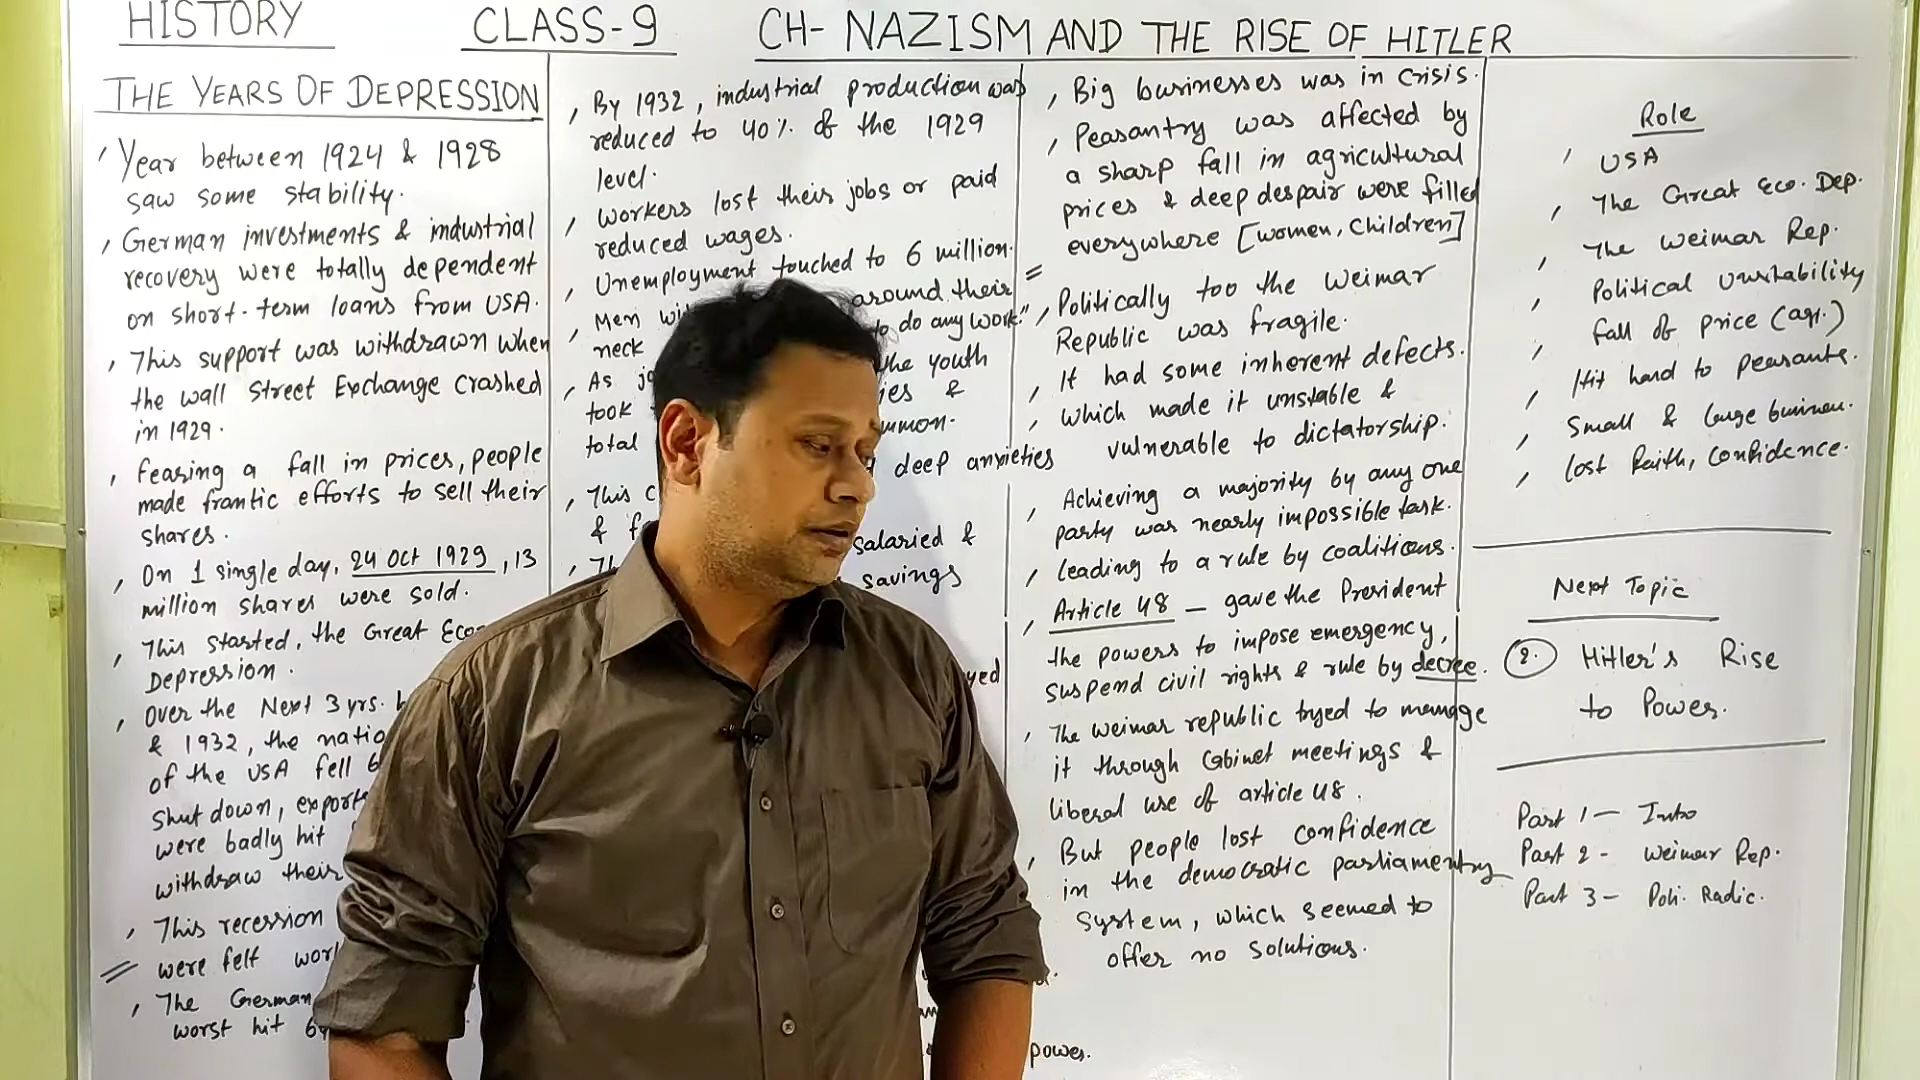 HISTORY CLASS-9 CH- NAZISM AND THE RISE OF HITLER
THE YEARS OF DEPRESSION
Year between 1924 & 1928
saw some stability.
German investments & industrial
recovery were totally dependent
on short-term loans from USA.
This support was withdrawn when
the wall Street Exchange crashed
in 1929.
fearing a fall in prices, people
made frantic efforts to sell their
shares.
On 1 single day, 24 Oct 1929, 13
million shares were sold.
This started, the Great Eco
Depression.
Over the Next 3 yrs.
& 1932, the natio
of the USA fell
shut down, exports
were badly hit
withdraw their
This recession
were felt worl
The German
worst hit
By 1932, industrial production was
reduced to 40% of the 1929
level.
Workers lost their jobs or paid
reduced wages.
Unemployment touched to 6 million.
Men wi around their
neck to do any work."
As jo the youth
took ies &
total mmon.
This c deep anxieties
& f salaried &
savings
yed
power.
Big businesses was in crisis.
Peasantry was affected by
a sharp fall in agricultural
prices & deep despair were filled
everywhere [women, children]
Politically too the Weimar
Republic was fragile.
It had some inherent defects.
which made it unstable &
vulnerable to dictatorship.
Achieving a majority by any one
party was nearly impossible task.
leading to a rule by coalitions.
Article 48 — gave the President
the powers to impose emergency,
suspend civil rights & rule by decree.
The weimar republic tryed to manage
it through Cabinet meetings &
liberal use of article 48.
But people lost confidence
in the democratic parliamentry
system, which seemed to
offer no solutions.
Role
USA
The Great Eco. Dep.
The Weimar Rep.
Political Unstability
fall of price (agr.)
Hit hard to peasants.
Small & large busines.
lost faith, confidence.
Next Topic
2. Hitler's Rise
to Power.
Part 1 — Intro
Part 2 - Weimar Rep.
Part 3 - Poli. Radic.